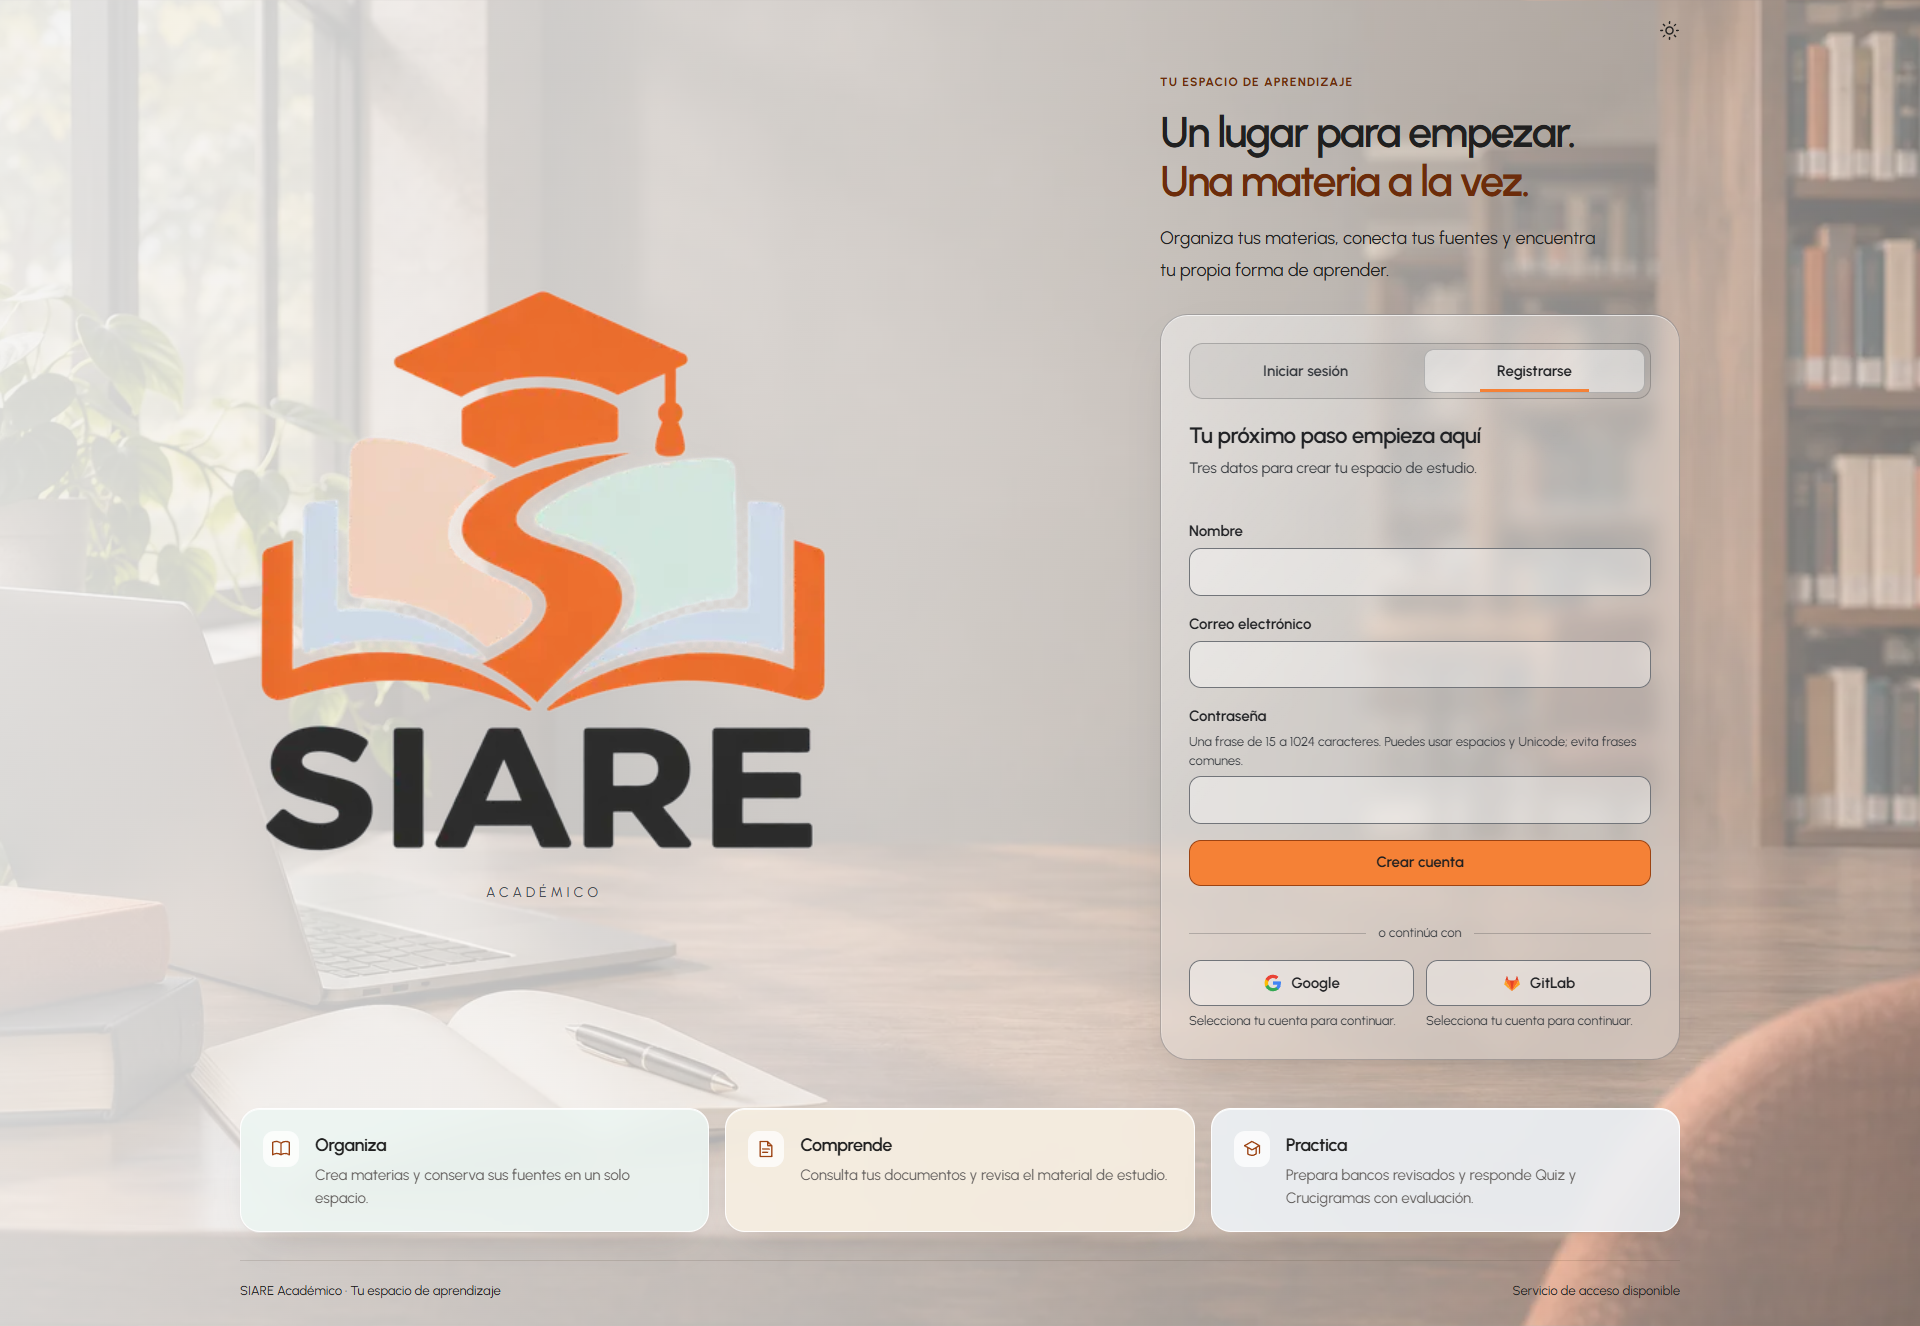 TU ESPACIO DE APRENDIZAJE
Un lugar para empezar.
Una materia a la vez.
Organiza tus materias, conecta tus fuentes y encuentra
tu propia forma de aprender.
SIARE
ACADÉMICO
Iniciar sesión
Registrarse
Tu próximo paso empieza aquí
Tres datos para crear tu espacio de estudio.
Nombre
Correo electrónico
Contraseña
Una frase de 15 a 1024 caracteres. Puedes usar espacios y Unicode; evita frases
comunes.
Crear cuenta
o continúa con
Google
GitLab
Selecciona tu cuenta para continuar.
Selecciona tu cuenta para continuar.
Organiza
Crea materias y conserva sus fuentes en un solo
espacio.
Comprende
Consulta tus documentos y revisa el material de estudio.
Practica
Prepara bancos revisados y responde Quiz y
Crucigramas con evaluación.
SIARE Académico · Tu espacio de aprendizaje
Servicio de acceso disponible